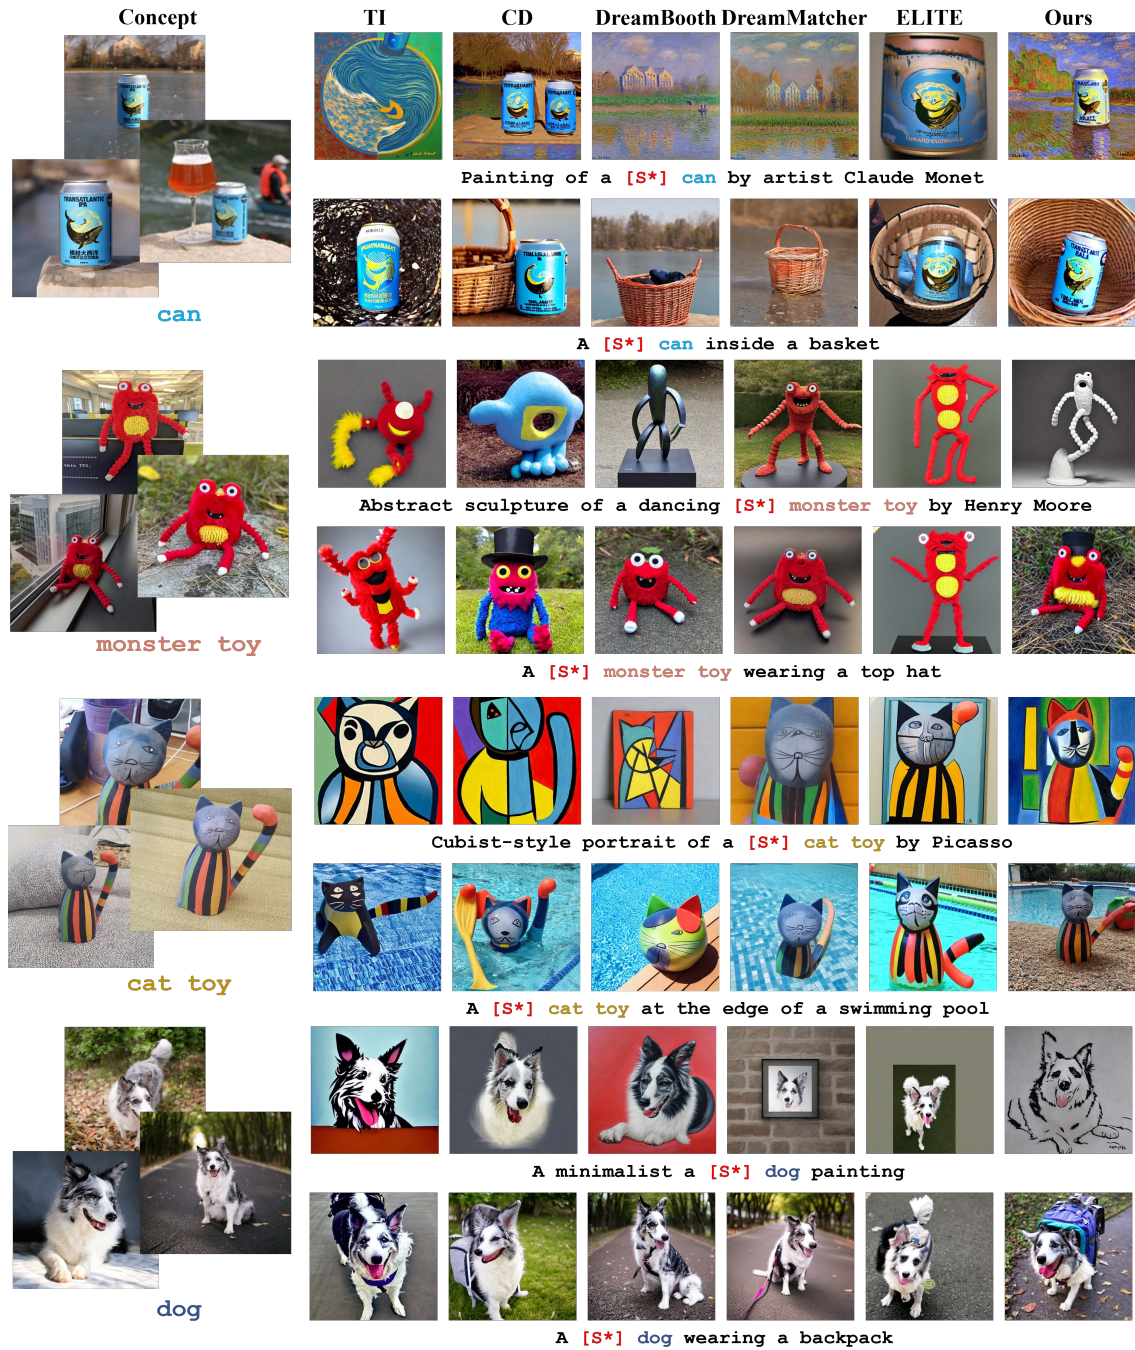 Concept TI CD DreamBooth DreamMatcher ELITE Ours
Painting of a [S*] can by artist Claude Monet
TRANSATLANTIC
IPA
can
A [S*] can inside a basket
Abstract sculpture of a dancing [S*] monster toy by Henry Moore
monster toy
A [S*] monster toy wearing a top hat
Cubist-style portrait of a [S*] cat toy by Picasso
cat toy
A [S*] cat toy at the edge of a swimming pool
A minimalist a [S*] dog painting
dog
A [S*] dog wearing a backpack